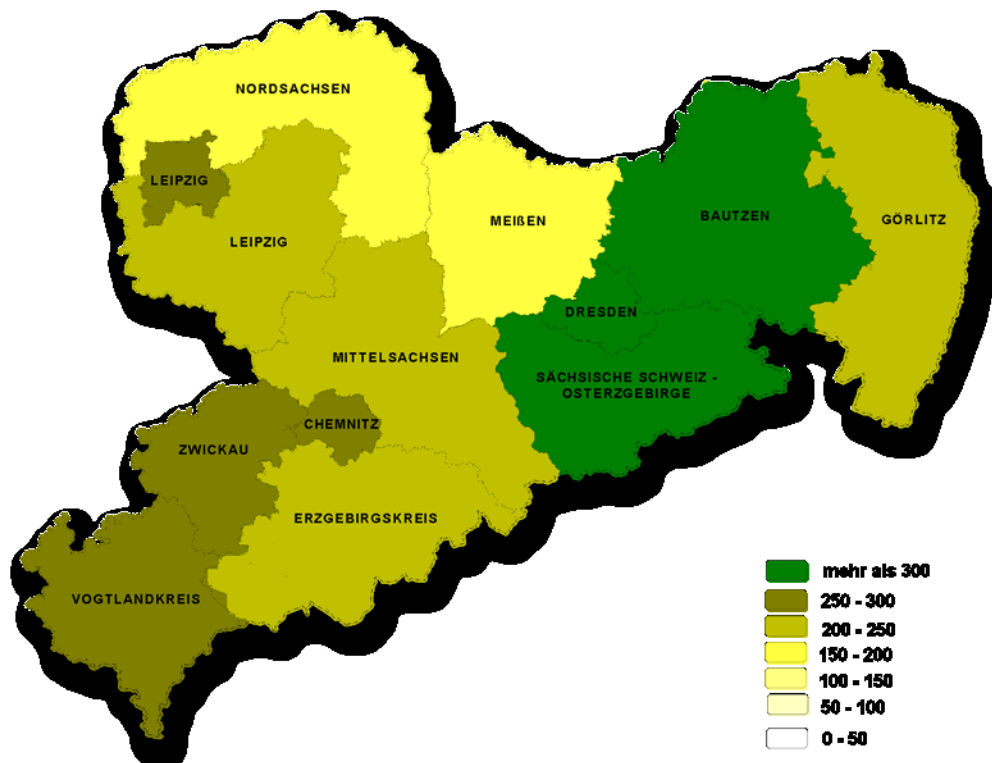 NORDSACHSEN
LEIPZIG
MEIßEN
BAUTZEN
GÖRLITZ
LEIPZIG
DRESDEN
MITTELSACHSEN
SÄCHSISCHE SCHWEIZ -
OSTERZGEBIRGE
CHEMNITZ
ZWICKAU
ERZGEBIRGSKREIS
VOGTLANDKREIS
mehr als 300
250 - 300
200 - 250
150 - 200
100 - 150
50 - 100
0 - 50